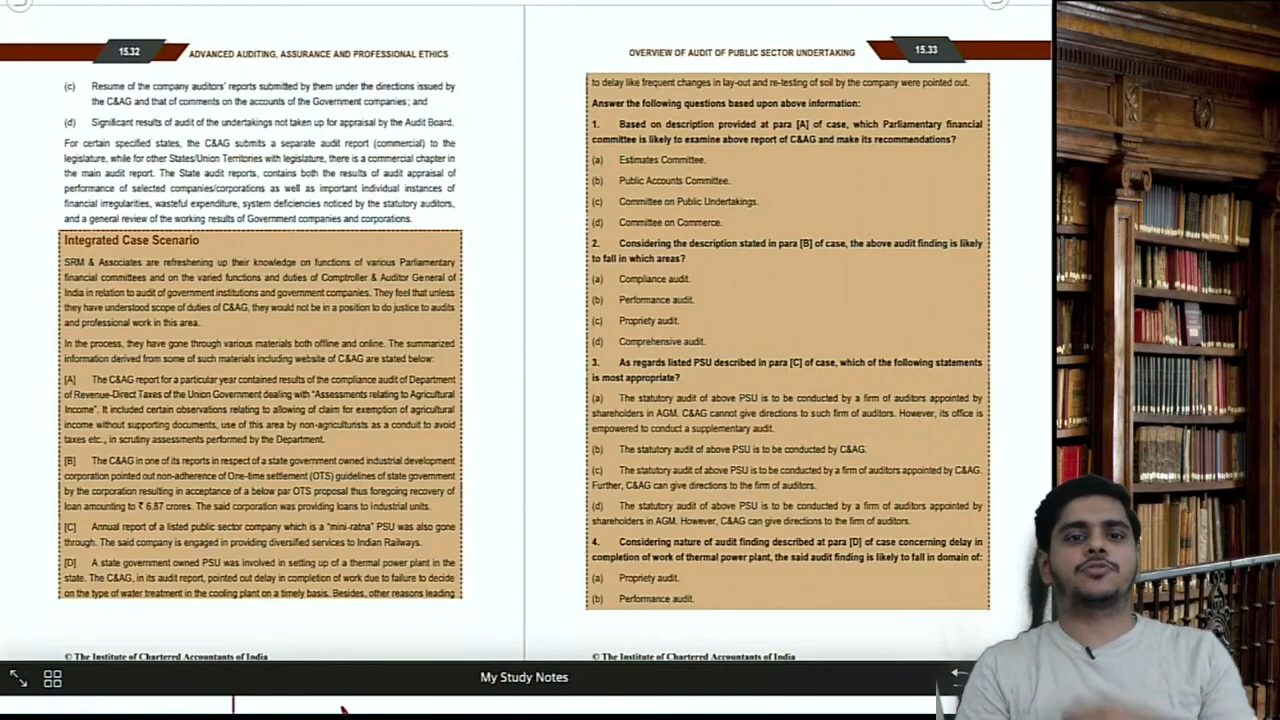 15.32 ADVANCED AUDITING, ASSURANCE AND PROFESSIONAL ETHICS
(c) Resume of the company auditors' reports submitted by them under the directions issued by
the C&AG and that of comments on the accounts of the Government companies; and
(d) Significant results of audit of the undertakings not taken up for appraisal by the Audit Board.
For certain specified states, the C&AG submits a separate audit report (commercial) to the
legislature, while for other States/Union Territories with legislature, there is a commercial chapter in
the main audit report. The State audit reports, contains both the results of audit appraisal of
performance of selected companies/corporations as well as important individual instances of
financial irregularities, wasteful expenditure, system deficiencies noticed by the statutory auditors,
and a general review of the working results of Government companies and corporations.
Integrated Case Scenario
SRM & Associates are refreshening up their knowledge on functions of various Parliamentary
financial committees and on the varied functions and duties of Comptroller & Auditor General of
India in relation to audit of government institutions and government companies. They feel that unless
they have understood scope of duties of C&AG, they would not be in a position to do justice to audits
and professional work in this area.
In the process, they have gone through various materials both offline and online. The summarized
information derived from some of such materials including website of C&AG are stated below:
[A] The C&AG report for a particular year contained results of the compliance audit of Department
of Revenue-Direct Taxes of the Union Government dealing with "Assessments relating to Agricultural
Income". It included certain observations relating to allowing of claim for exemption of agricultural
income without supporting documents, use of this area by non-agriculturists as a conduit to avoid
taxes etc., in scrutiny assessments performed by the Department.
[B] The C&AG in one of its reports in respect of a state government owned industrial development
corporation pointed out non-adherence of One-time settlement (OTS) guidelines of state government
by the corporation resulting in acceptance of a below par OTS proposal thus foregoing recovery of
loan amounting to ₹ 6.87 crores. The said corporation was providing loans to industrial units.
[C] Annual report of a listed public sector company which is a "mini-ratna" PSU was also gone
through. The said company is engaged in providing diversified services to Indian Railways.
[D] A state government owned PSU was involved in setting up of a thermal power plant in the
state. The C&AG, in its audit report, pointed out delay in completion of work due to failure to decide
on the type of water treatment in the cooling plant on a timely basis. Besides, other reasons leading
© The Institute of Chartered Accountants of India
OVERVIEW OF AUDIT OF PUBLIC SECTOR UNDERTAKING 15.33
to delay like frequent changes in lay-out and re-testing of soil by the company were pointed out.
Answer the following questions based upon above information:
1. Based on description provided at para [A] of case, which Parliamentary financial
committee is likely to examine above report of C&AG and make its recommendations?
(a) Estimates Committee.
(b) Public Accounts Committee.
(c) Committee on Public Undertakings.
(d) Committee on Commerce.
2. Considering the description stated in para [B] of case, the above audit finding is likely
to fall in which areas?
(a) Compliance audit.
(b) Performance audit.
(c) Propriety audit.
(d) Comprehensive audit.
3. As regards listed PSU described in para [C] of case, which of the following statements
is most appropriate?
(a) The statutory audit of above PSU is to be conducted by a firm of auditors appointed by
shareholders in AGM. C&AG cannot give directions to such firm of auditors. However, its office is
empowered to conduct a supplementary audit.
(b) The statutory audit of above PSU is to be conducted by C&AG.
(c) The statutory audit of above PSU is to be conducted by a firm of auditors appointed by C&AG.
Further, C&AG can give directions to the firm of auditors.
(d) The statutory audit of above PSU is to be conducted by a firm of auditors appointed by
shareholders in AGM. However, C&AG can give directions to the firm of auditors.
4. Considering nature of audit finding described at para [D] of case concerning delay in
completion of work of thermal power plant, the said audit finding is likely to fall in domain of:
(a) Propriety audit.
(b) Performance audit.
© The Institute of Chartered Accountants of India
My Study Notes